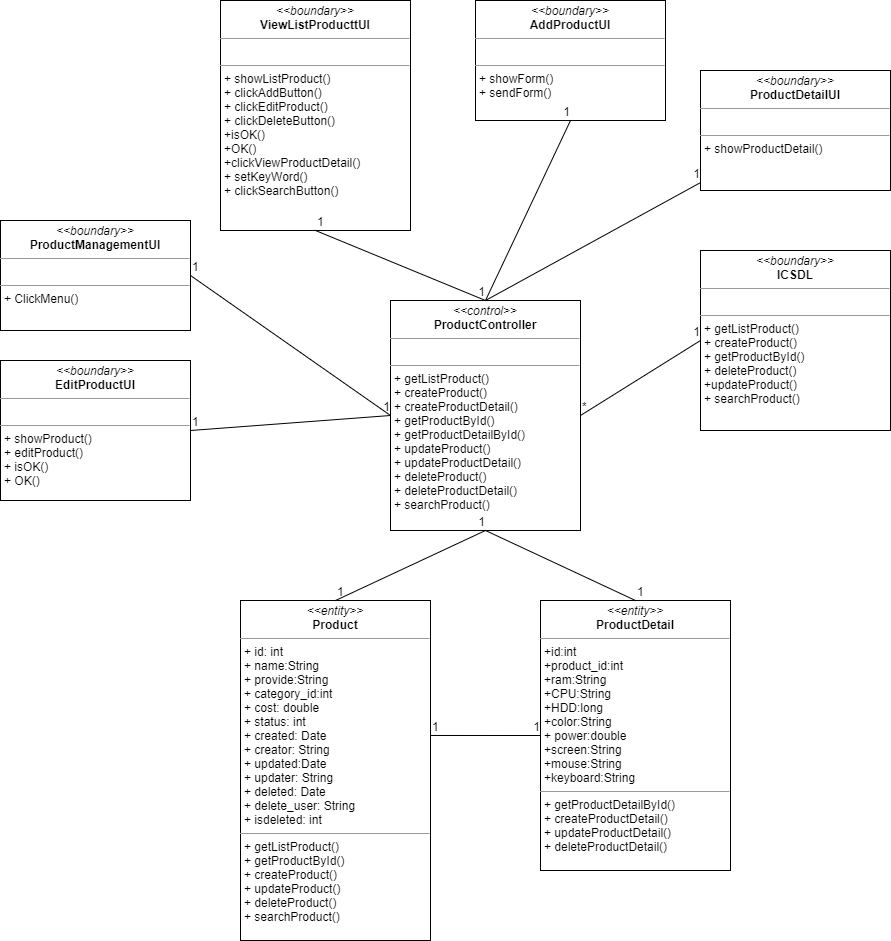 <<boundary>>
ViewListProducttUI
+ showListProduct()
+ clickAddButton()
+ clickEditProduct()
+ clickDeleteButton()
+isOK()
+OK()
+clickViewProductDetail()
+ setKeyWord()
+ clickSearchButton()
1
<<boundary>>
AddProductUI
+ showForm()
+ sendForm()
1
<<boundary>>
ProductDetailUI
+ showProductDetail()
1
<<boundary>>
ProductManagementUI
+ ClickMenu()
1
<<boundary>>
ICSDL
+ getListProduct()
+ createProduct()
+ getProductById()
+ deleteProduct()
+updateProduct()
+ searchProduct()
1
<<boundary>>
EditProductUI
+ showProduct()
+ editProduct()
+ isOK()
+ OK()
1
1
<<control>>
ProductController
+ getListProduct()
+ createProduct()
+ createProductDetail()
+ getProductById()
+ getProductDetailById()
+ updateProduct()
+ updateProductDetail()
+ deleteProduct()
+ deleteProductDetail()
+ searchProduct()
1
*
1
1
<<entity>>
Product
+ id: int
+ name:String
+ provide:String
+ category_id:int
+ cost: double
+ status: int
+ created: Date
+ creator: String
+ updated:Date
+ updater: String
+ deleted: Date
+ delete_user: String
+ isdeleted: int
+ getListProduct()
+ getProductById()
+ createProduct()
+ updateProduct()
+ deleteProduct()
+ searchProduct()
1
1
1
<<entity>>
ProductDetail
+id:int
+product_id:int
+ram:String
+CPU:String
+HDD:long
+color:String
+ power:double
+screen:String
+mouse:String
+keyboard:String
+ getProductDetailById()
+ createProductDetail()
+ updateProductDetail()
+ deleteProductDetail()